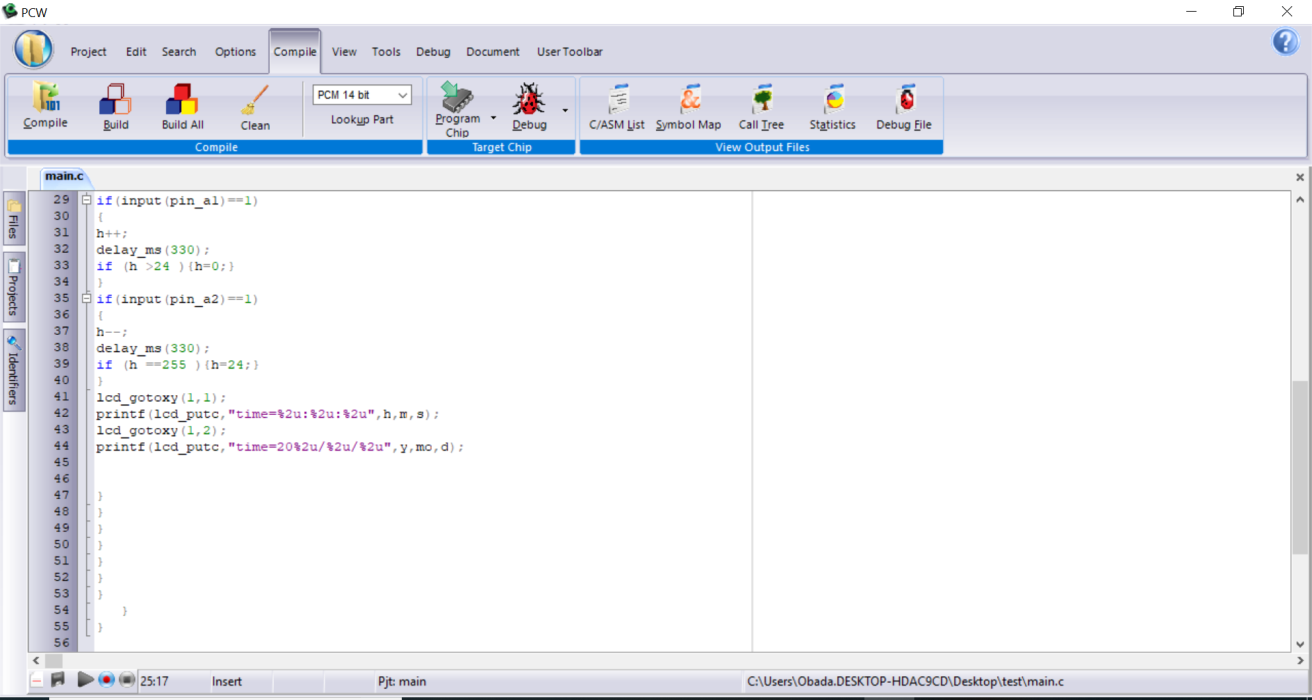 PCW
Project Edit Search Options Compile View Tools Debug Document User Toolbar
101
Compile Build Build All Clean
PCM 14 bit
Lookup Part
Program Chip Debug
C/ASM List Symbol Map Call Tree Statistics Debug File
Compile Target Chip View Output Files
main.c
Files
Projects
Identifiers
29 if(input(pin_a1)==1)
30 {
31 h++;
32 delay_ms(330);
33 if (h >24 ){h=0;}
34 }
35 if(input(pin_a2)==1)
36 {
37 h--;
38 delay_ms(330);
39 if (h ==255 ){h=24;}
40 }
41 lcd_gotoxy(1,1);
42 printf(lcd_putc,"time=%2u:%2u:%2u",h,m,s);
43 lcd_gotoxy(1,2);
44 printf(lcd_putc,"time=20%2u/%2u/%2u",y,mo,d);
45
46
47 }
48 }
49 }
50 }
51 }
52 }
53 }
54 }
55 }
56
25:17 Insert Pjt: main C:\Users\Obada.DESKTOP-HDAC9CD\Desktop\test\main.c